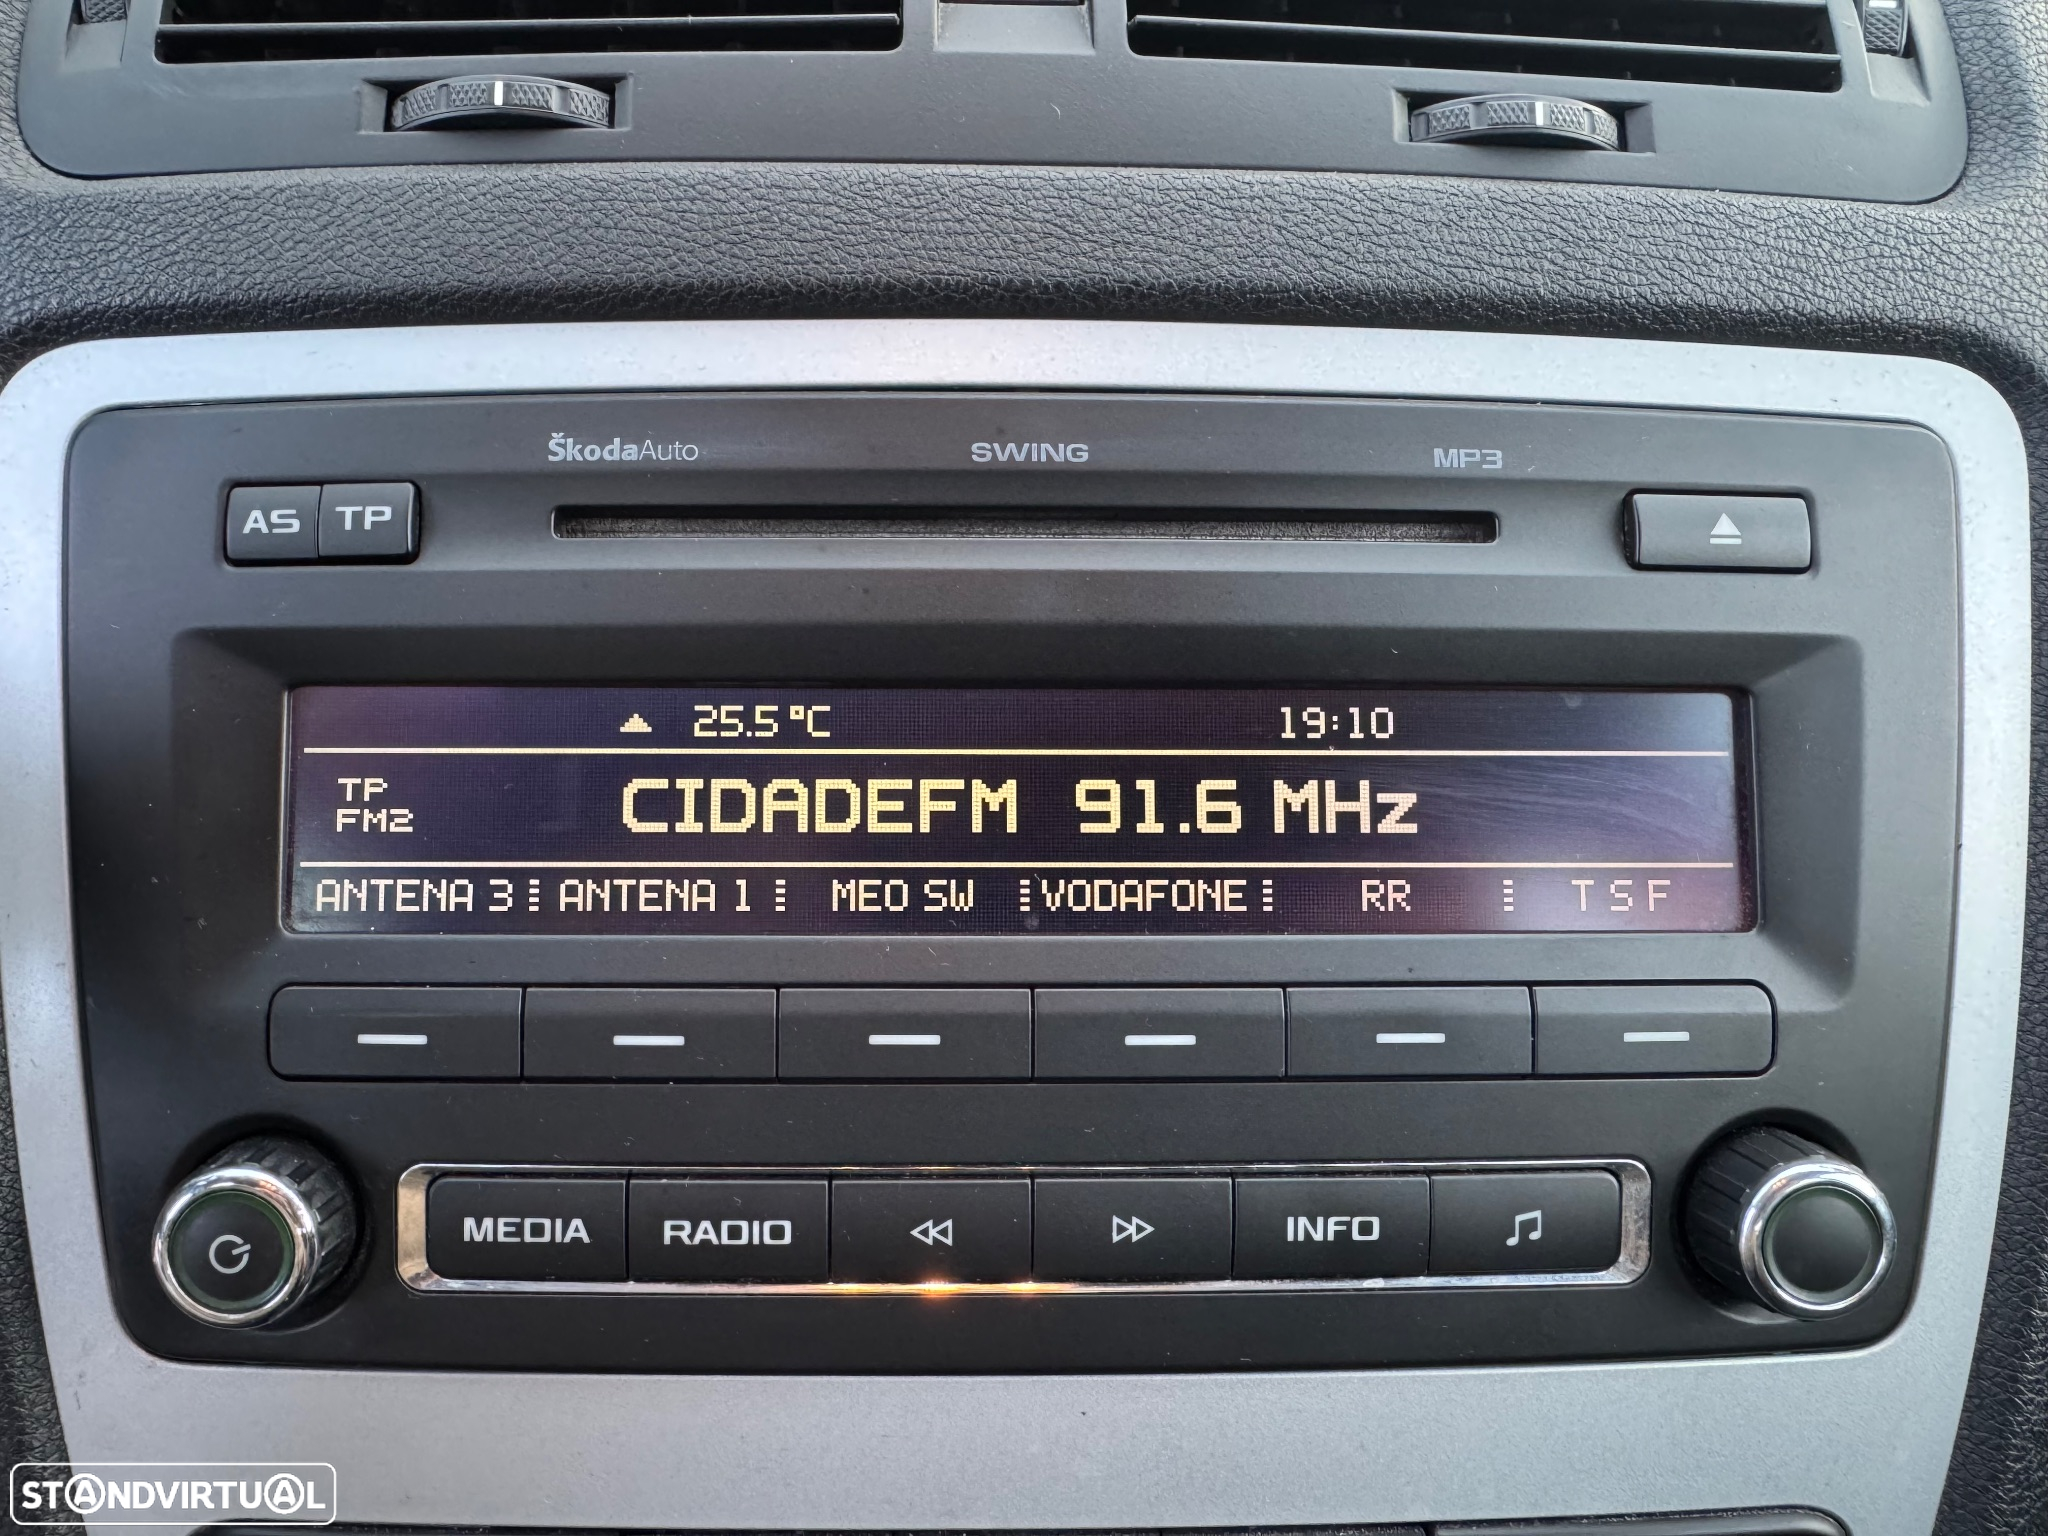 ŠkodaAuto SWING MP3
AS TP
25.5°C 19:10
TP
FM2
CIDADEFM 91.6 MHz
ANTENA 3 ANTENA 1 MEO SW VODAFONE RR T S F
MEDIA RADIO INFO
STANDVIRTUAL